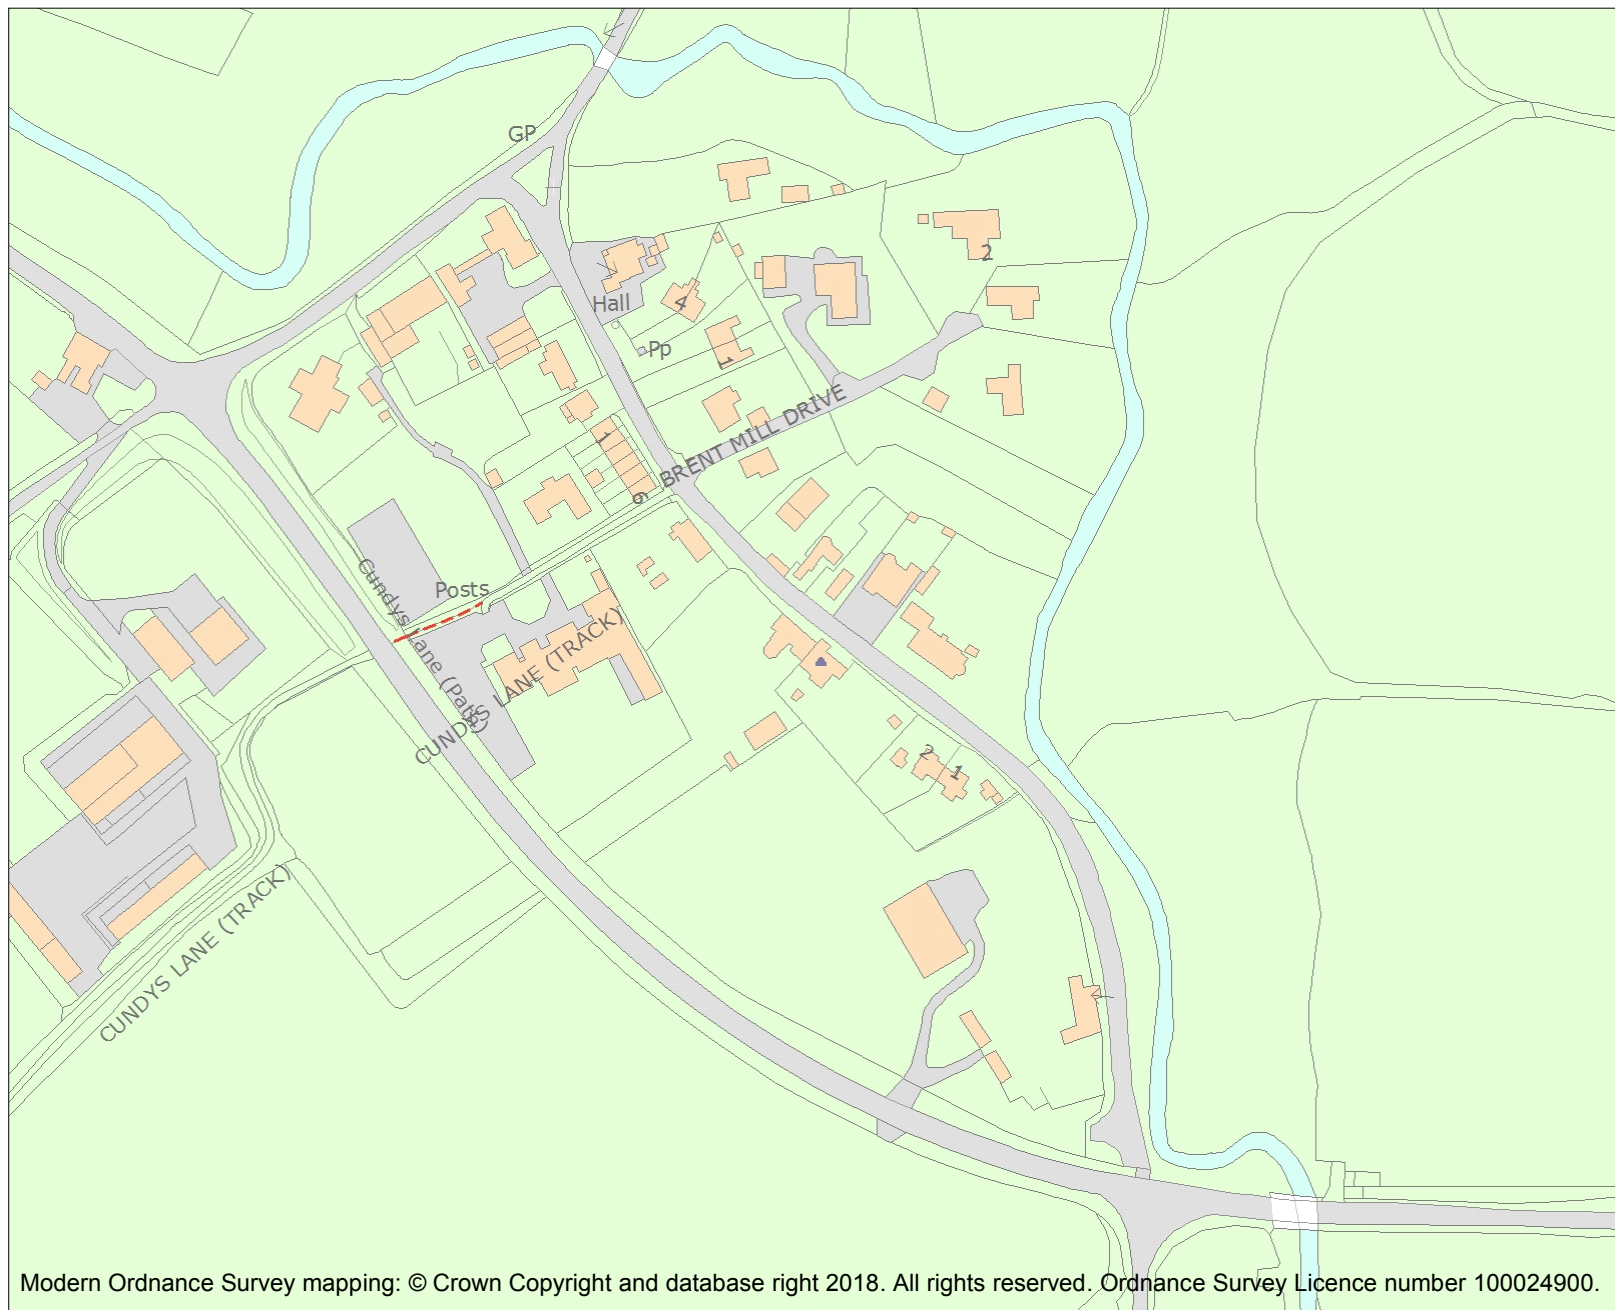 GP
2
Hall
4
Pp
1
BRENT MILL DRIVE
1
6
Cundys Lane (Path)
Posts
CUNDYS LANE (TRACK)
2
1
CUNDYS LANE (TRACK)
Modern Ordnance Survey mapping: © Crown Copyright and database right 2018. All rights reserved. Ordnance Survey Licence number 100024900.